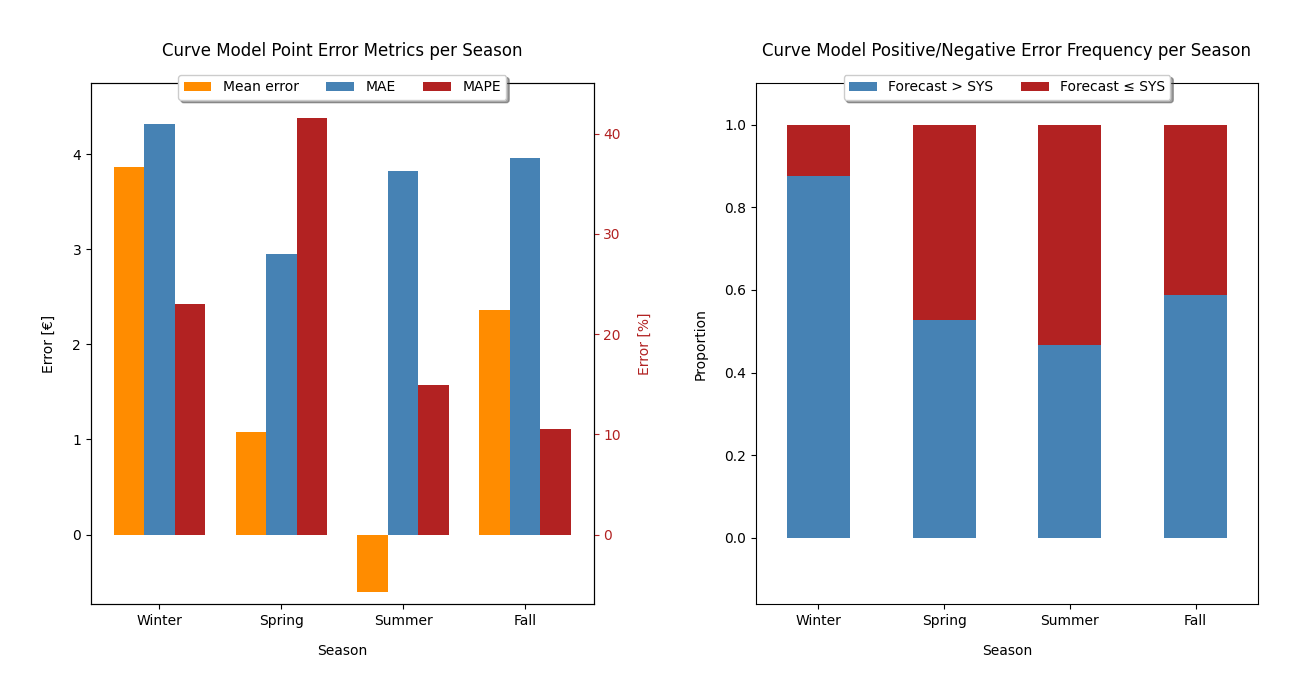 Curve Model Point Error Metrics per Season
Mean error MAE MAPE
4
3
2
1
0
Error [€]
40
30
20
10
0
Error [%]
Winter Spring Summer Fall
Season
Curve Model Positive/Negative Error Frequency per Season
Forecast > SYS Forecast ≤ SYS
1.0
0.8
0.6
0.4
0.2
0.0
Proportion
Winter Spring Summer Fall
Season